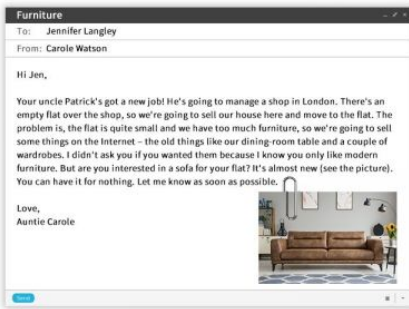 Furniture
To: Jennifer Langley
From: Carole Watson
Hi Jen,
Your uncle Patrick's got a new job! He's going to manage a shop in London. There's an
empty flat over the shop, so we're going to sell our house here and move to the flat. The
problem is, the flat is quite small and we have too much furniture, so we're going to sell
some things on the Internet – the old things like our dining-room table and a couple of
wardrobes. I didn't ask you if you wanted them because I know you only like modern
furniture. But are you interested in a sofa for your flat? It's almost new (see the picture).
You can have it for nothing. Let me know as soon as possible.
Love,
Auntie Carole
Send